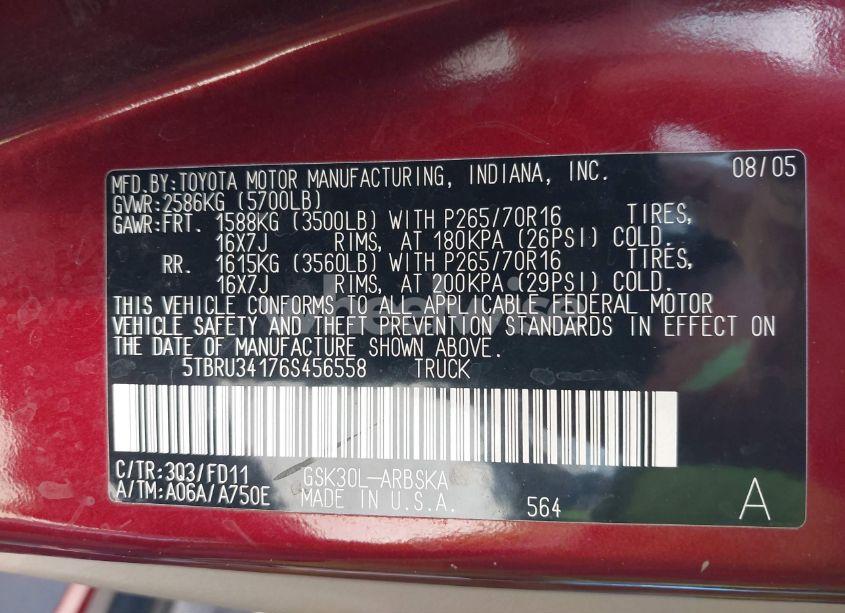 MFD.BY:TOYOTA MOTOR MANUFACTURING, INDIANA, INC. 08/05
GVWR:2586KG (5700LB)
GAWR:FRT. 1588KG (3500LB) WITH P265/70R16 TIRES,
16X7J RIMS, AT 180KPA (26PSI) COLD.
RR. 1615KG (3560LB) WITH P265/70R16 TIRES,
16X7J RIMS, AT 200KPA (29PSI) COLD.
THIS VEHICLE CONFORMS TO ALL APPLICABLE FEDERAL MOTOR
VEHICLE SAFETY AND THEFT PREVENTION STANDARDS IN EFFECT ON
THE DATE OF MANUFACTURE SHOWN ABOVE.
5TBRU34176S456558 TRUCK
C/TR:3Q3/FD11 GSK30L-ARBSKA
A/TM:A06A/A750E MADE IN U.S.A. 564 A